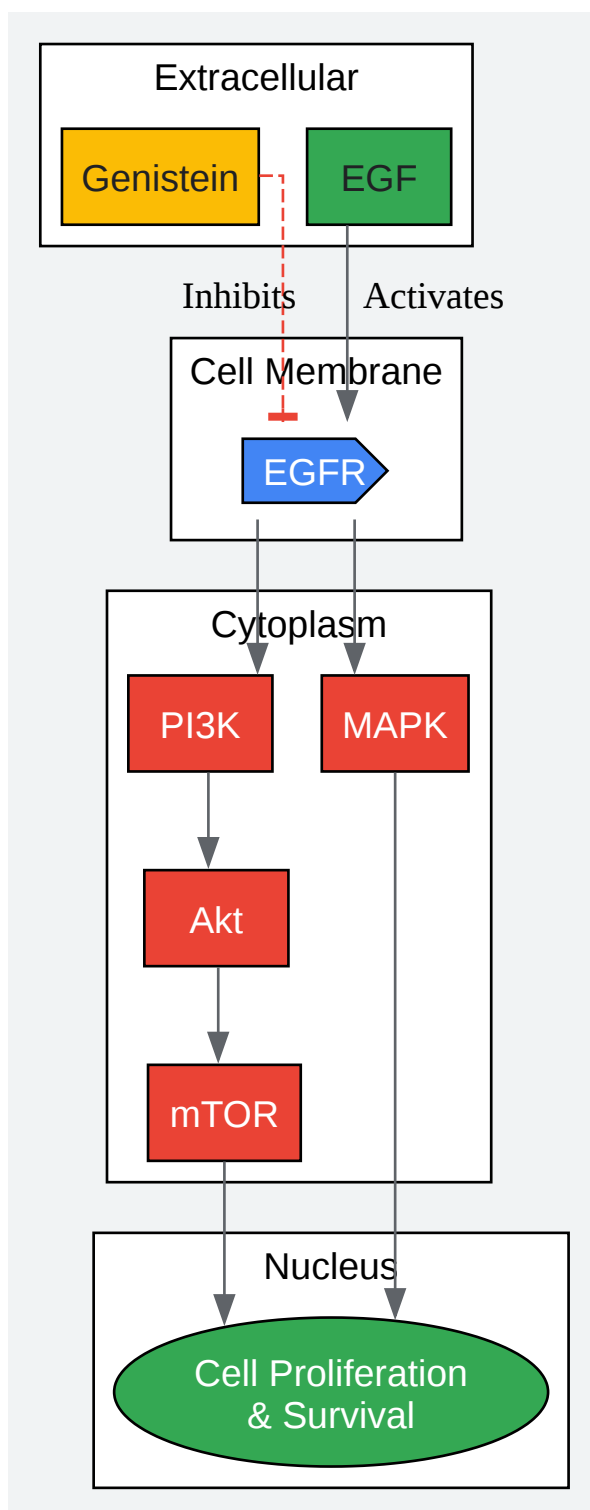 Extracellular
Genistein
EGF
Inhibits
Activates
Cell Membrane
EGFR
Cytoplasm
PI3K
MAPK
Akt
mTOR
Nucleus
Cell Proliferation
& Survival